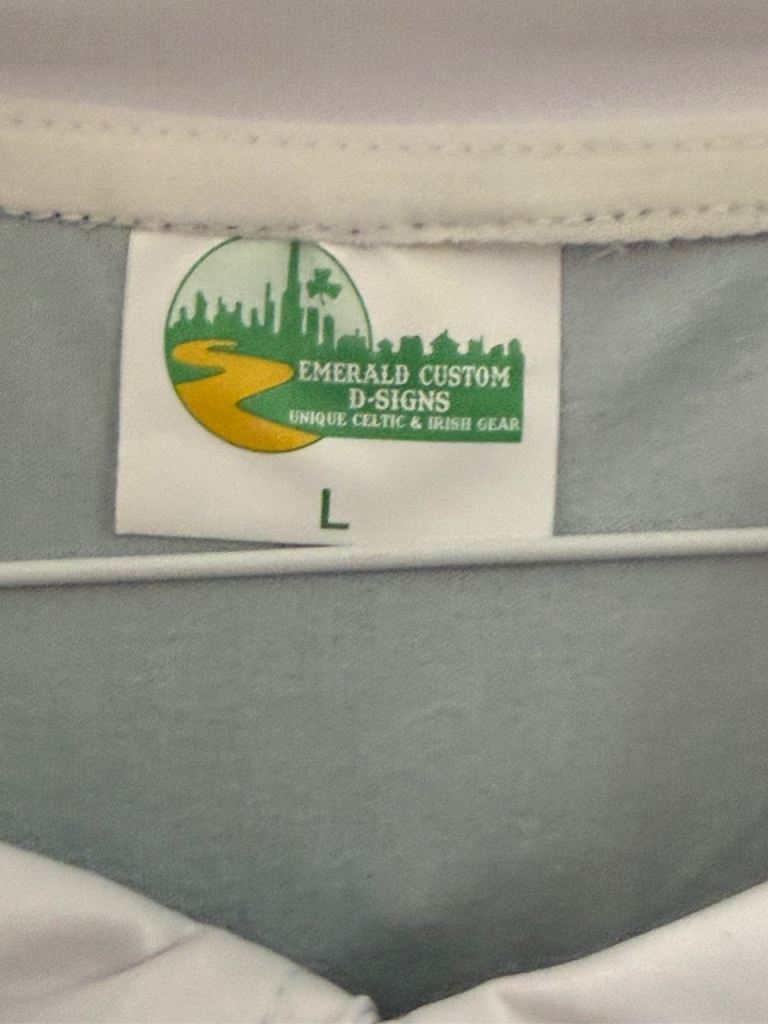 EMERALD CUSTOM
D-SIGNS
UNIQUE CELTIC & IRISH GEAR
L